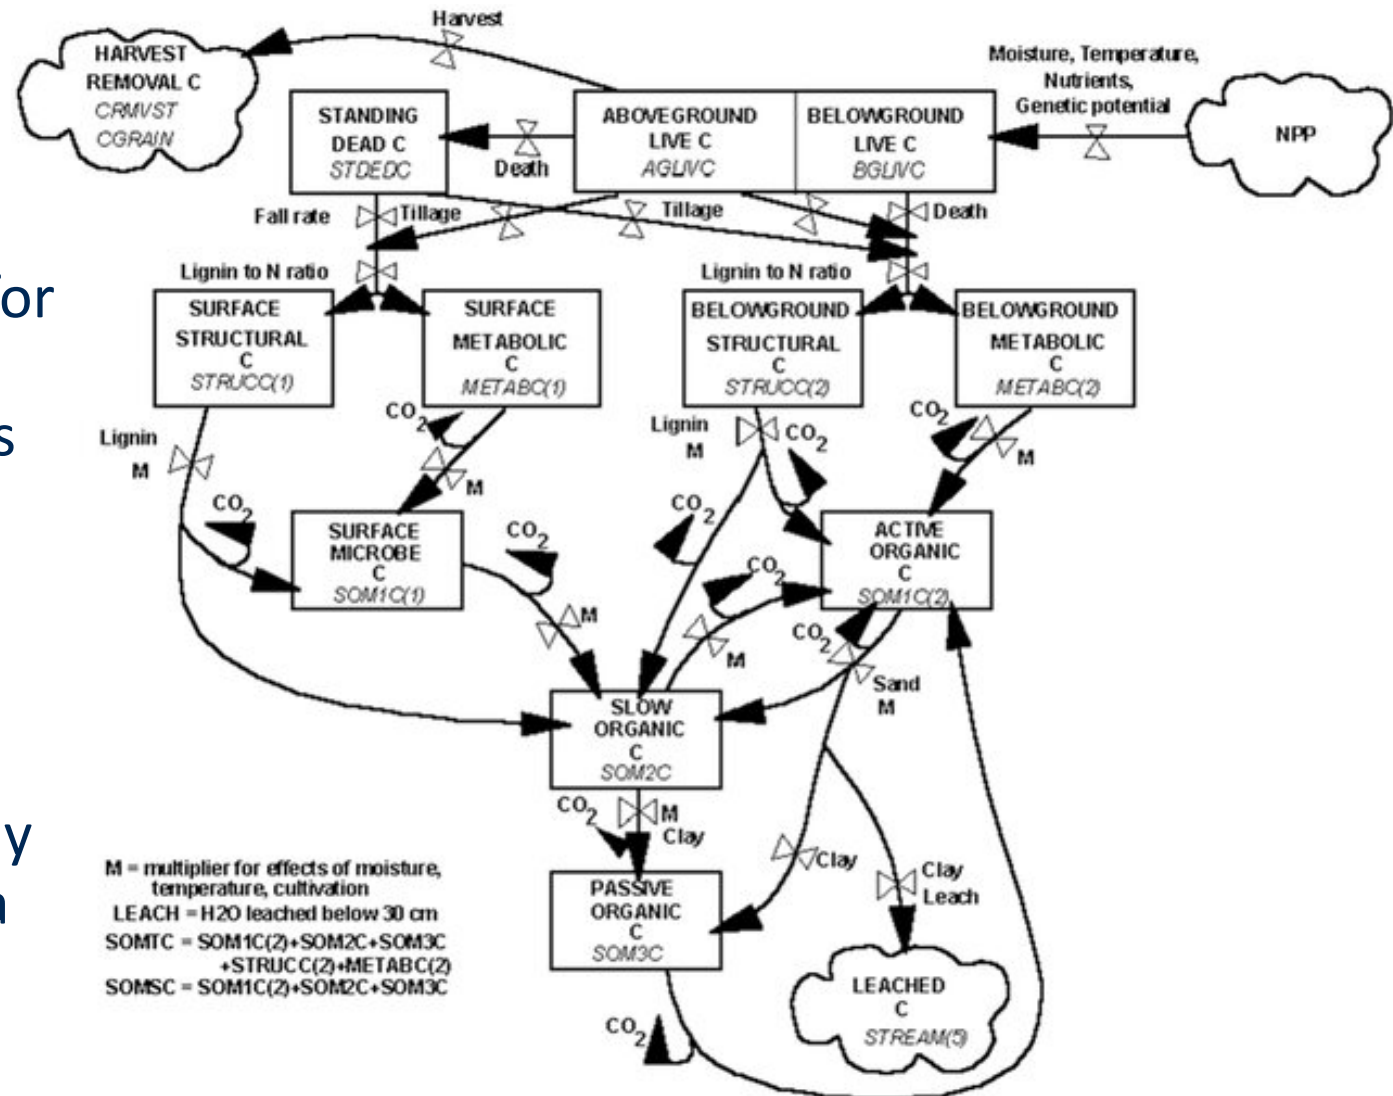 Harvest
HARVEST
REMOVAL C
CRMVST
CGRAIN
Moisture, Temperature,
Nutrients,
Genetic potential
NPP
STANDING
DEAD C
STDEDC
Death
ABOVEGROUND
LIVE C
AGLIVC
BELOWGROUND
LIVE C
BGLIVC
Fall rate
Tillage
Tillage
Death
Lignin to N ratio
Lignin to N ratio
or
s
y
SURFACE
STRUCTURAL
C
STRUCC(1)
SURFACE
METABOLIC
C
METABC(1)
BELOWGROUND
STRUCTURAL
C
STRUCC(2)
BELOWGROUND
METABOLIC
C
METABC(2)
Lignin
M
CO2
M
Lignin
M
CO2
CO2
M
CO2
SURFACE
MICROBE
C
SOM1C(1)
CO2
M
CO2
CO2
M
ACTIVE
ORGANIC
C
SOM1C(2)
CO2
Sand
M
SLOW
ORGANIC
C
SOM2C
CO2
M
Clay
Clay
Clay
Leach
PASSIVE
ORGANIC
C
SOM3C
CO2
LEACHED
C
STREAM(5)
M = multiplier for effects of moisture,
temperature, cultivation
LEACH = H2O leached below 30 cm
SOMTC = SOM1C(2)+SOM2C+SOM3C
+STRUCC(2)+METABC(2)
SOMSC = SOM1C(2)+SOM2C+SOM3C